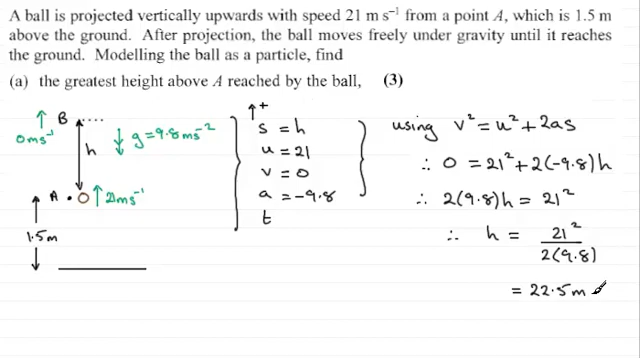 A ball is projected vertically upwards with speed 21 m s⁻¹ from a point A, which is 1.5 m
above the ground. After projection, the ball moves freely under gravity until it reaches
the ground. Modelling the ball as a particle, find
(a) the greatest height above A reached by the ball, (3)
↑ B ....
0ms⁻¹
↓ g = 9.8ms⁻²
h
A ↑ 21ms⁻¹
1.5m
↑+
s = h
u = 21
v = 0
a = -9.8
t
using v² = u² + 2as
∴ 0 = 21² + 2(-9.8)h
∴ 2(9.8)h = 21²
∴ h = 21² / 2(9.8)
= 22.5m